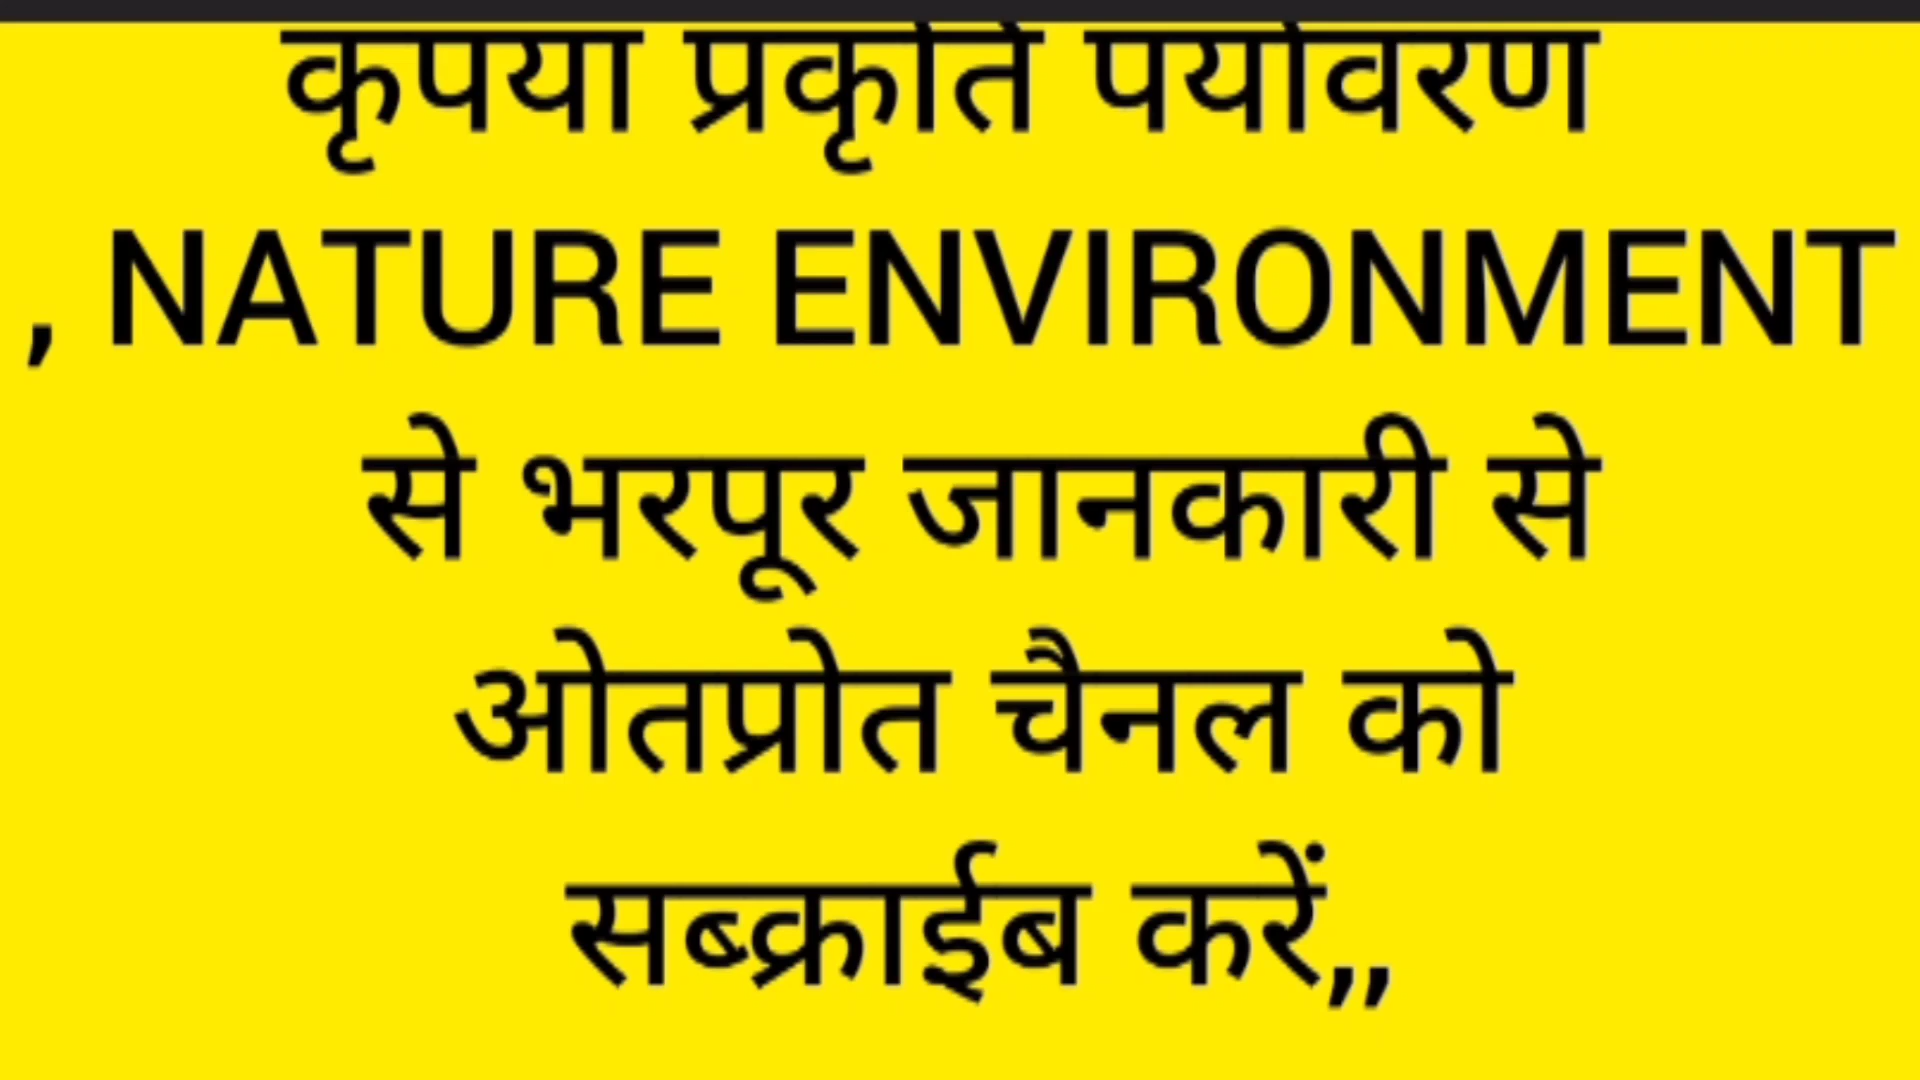 कृपया प्रकृति पर्यावरण
, NATURE ENVIRONMENT
से भरपूर जानकारी से
ओतप्रोत चैनल को
सब्क्राईब करें,,